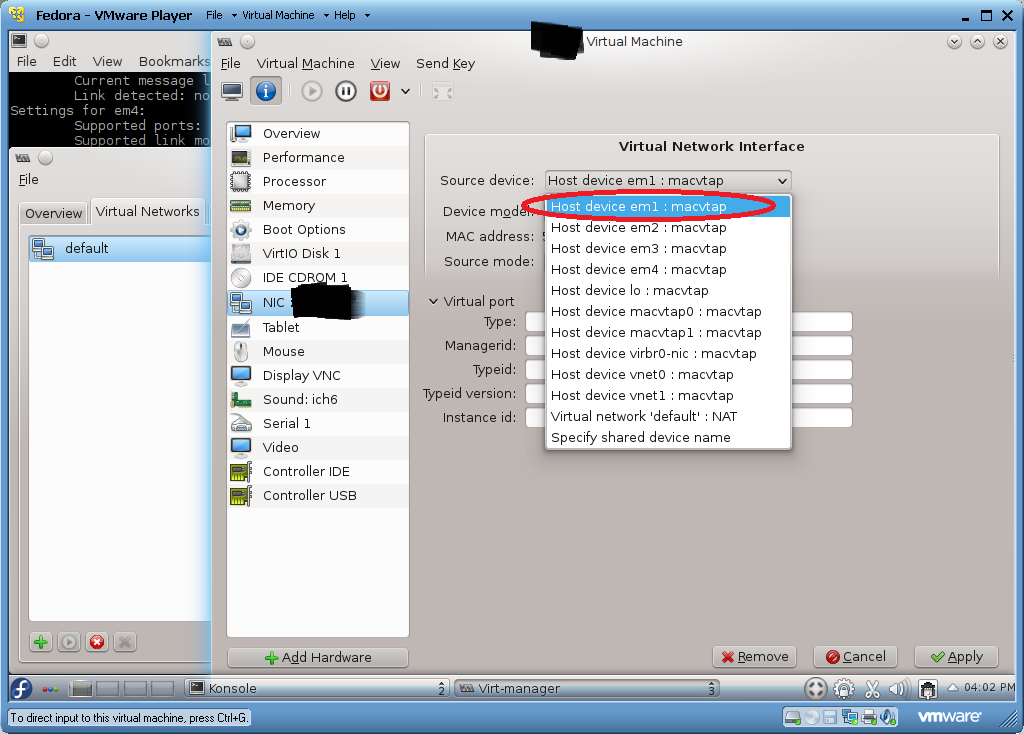 Fedora - VMware Player File Virtual Machine Help
Virtual Machine
File Edit View Bookmarks
File Virtual Machine View Send Key
Current message l
Link detected: no
Settings for em4:
Supported ports:
Supported link mo
File
Overview Virtual Networks
default
Overview
Performance
Processor
Memory
Boot Options
VirtIO Disk 1
IDE CDROM 1
NIC :
Tablet
Mouse
Display VNC
Sound: ich6
Serial 1
Video
Controller IDE
Controller USB
Add Hardware
Virtual Network Interface
Source device: Host device em1 : macvtap
Device model:
MAC address: 5
Source mode:
Host device em1 : macvtap
Host device em2 : macvtap
Host device em3 : macvtap
Host device em4 : macvtap
Host device lo : macvtap
Host device macvtap0 : macvtap
Host device macvtap1 : macvtap
Host device virbr0-nic : macvtap
Host device vnet0 : macvtap
Host device vnet1 : macvtap
Virtual network 'default' : NAT
Specify shared device name
Virtual port
Type:
Managerid:
Typeid:
Typeid version:
Instance id:
Remove Cancel Apply
Konsole 2 Virt-manager 3 04:02 PM
To direct input to this virtual machine, press Ctrl+G. vmware